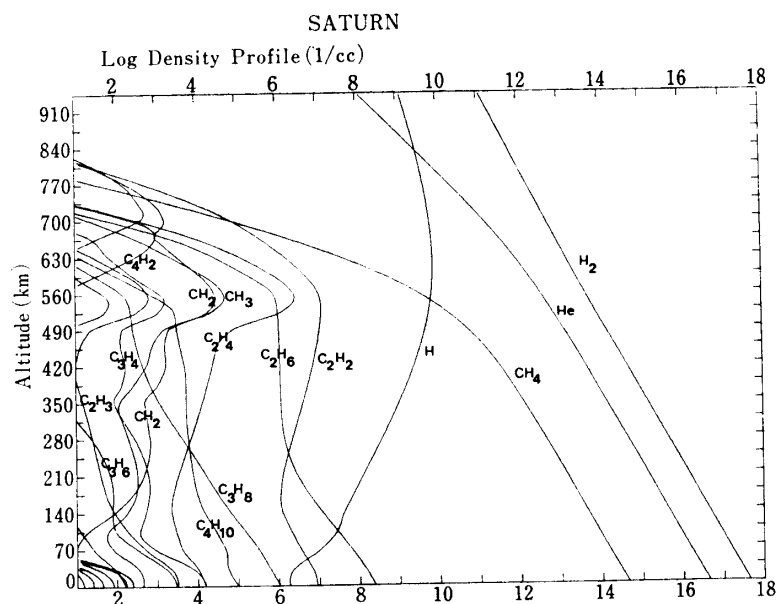 SATURN
Log Density Profile (1/cc)
2 4 6 8 10 12 14 16 18
Altitude (km)
910
840
770
700
630
560
490
420
350
280
210
140
70
0
C4H2
CH2
CH3
C2H4
C2H6
C2H2
H
CH4
He
H2
C3H4
C2H3
CH2
C3H6
C3H8
C4H10
2 4 6 8 10 12 14 16 18